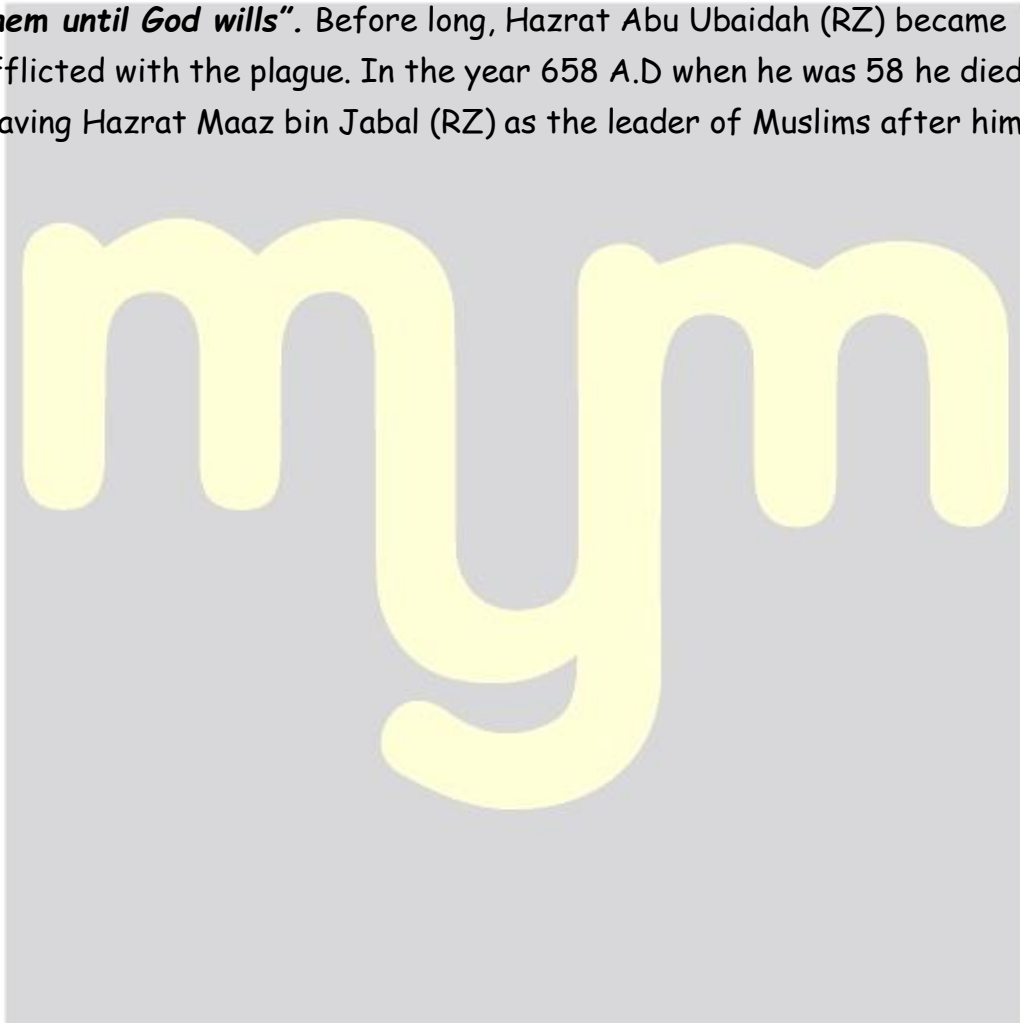 hem until God wills”. Before long, Hazrat Abu Ubaidah (RZ) became
fflicted with the plague. In the year 658 A.D when he was 58 he died
aving Hazrat Maaz bin Jabal (RZ) as the leader of Muslims after him
mym